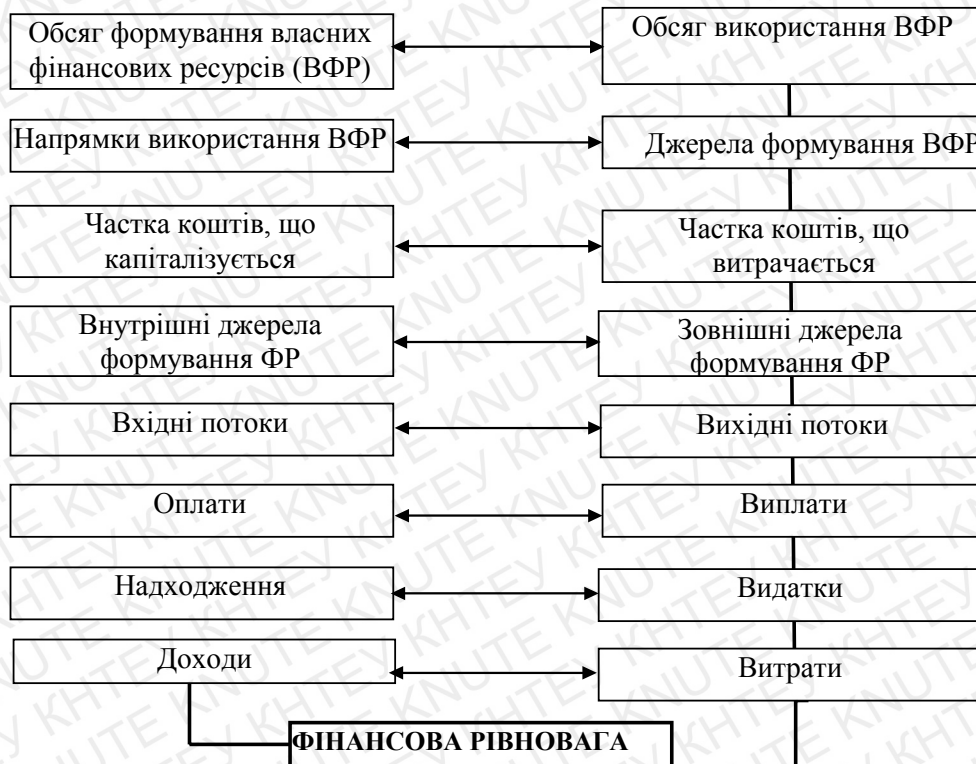 Обсяг формування власних
фінансових ресурсів (ВФР)
Обсяг використання ВФР
Напрямки використання ВФР
Джерела формування ВФР
Частка коштів, що
капіталізується
Частка коштів, що
витрачається
Внутрішні джерела
формування ФР
Зовнішні джерела
формування ФР
Вхідні потоки
Вихідні потоки
Оплати
Виплати
Надходження
Видатки
Доходи
Витрати
ФІНАНСОВА РІВНОВАГА
KNUTE КНТЕУ